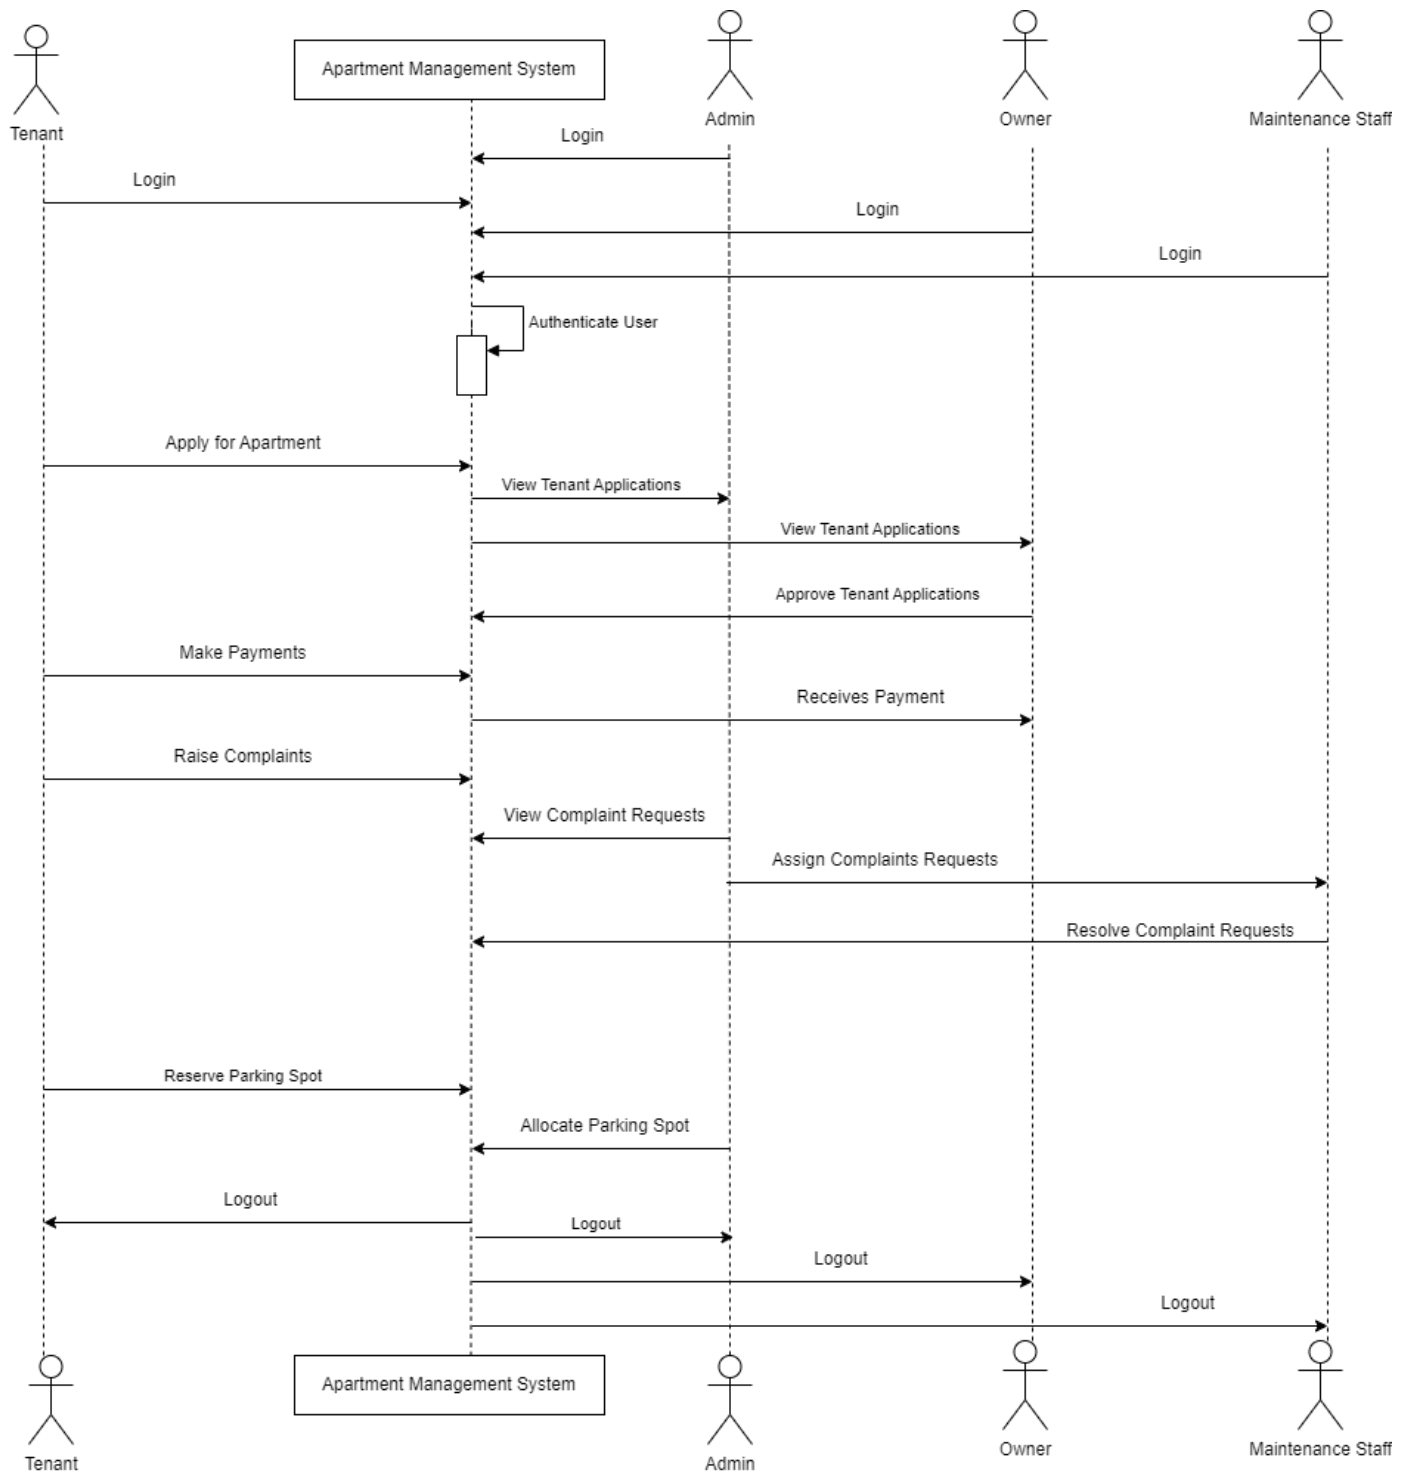 Apartment Management System
Admin
Owner
Maintenance Staff
Tenant
Login
Login
Login
Login
Authenticate User
Apply for Apartment
View Tenant Applications
View Tenant Applications
Approve Tenant Applications
Make Payments
Receives Payment
Raise Complaints
View Complaint Requests
Assign Complaints Requests
Resolve Complaint Requests
Reserve Parking Spot
Allocate Parking Spot
Logout
Logout
Logout
Logout
Apartment Management System
Tenant
Admin
Owner
Maintenance Staff